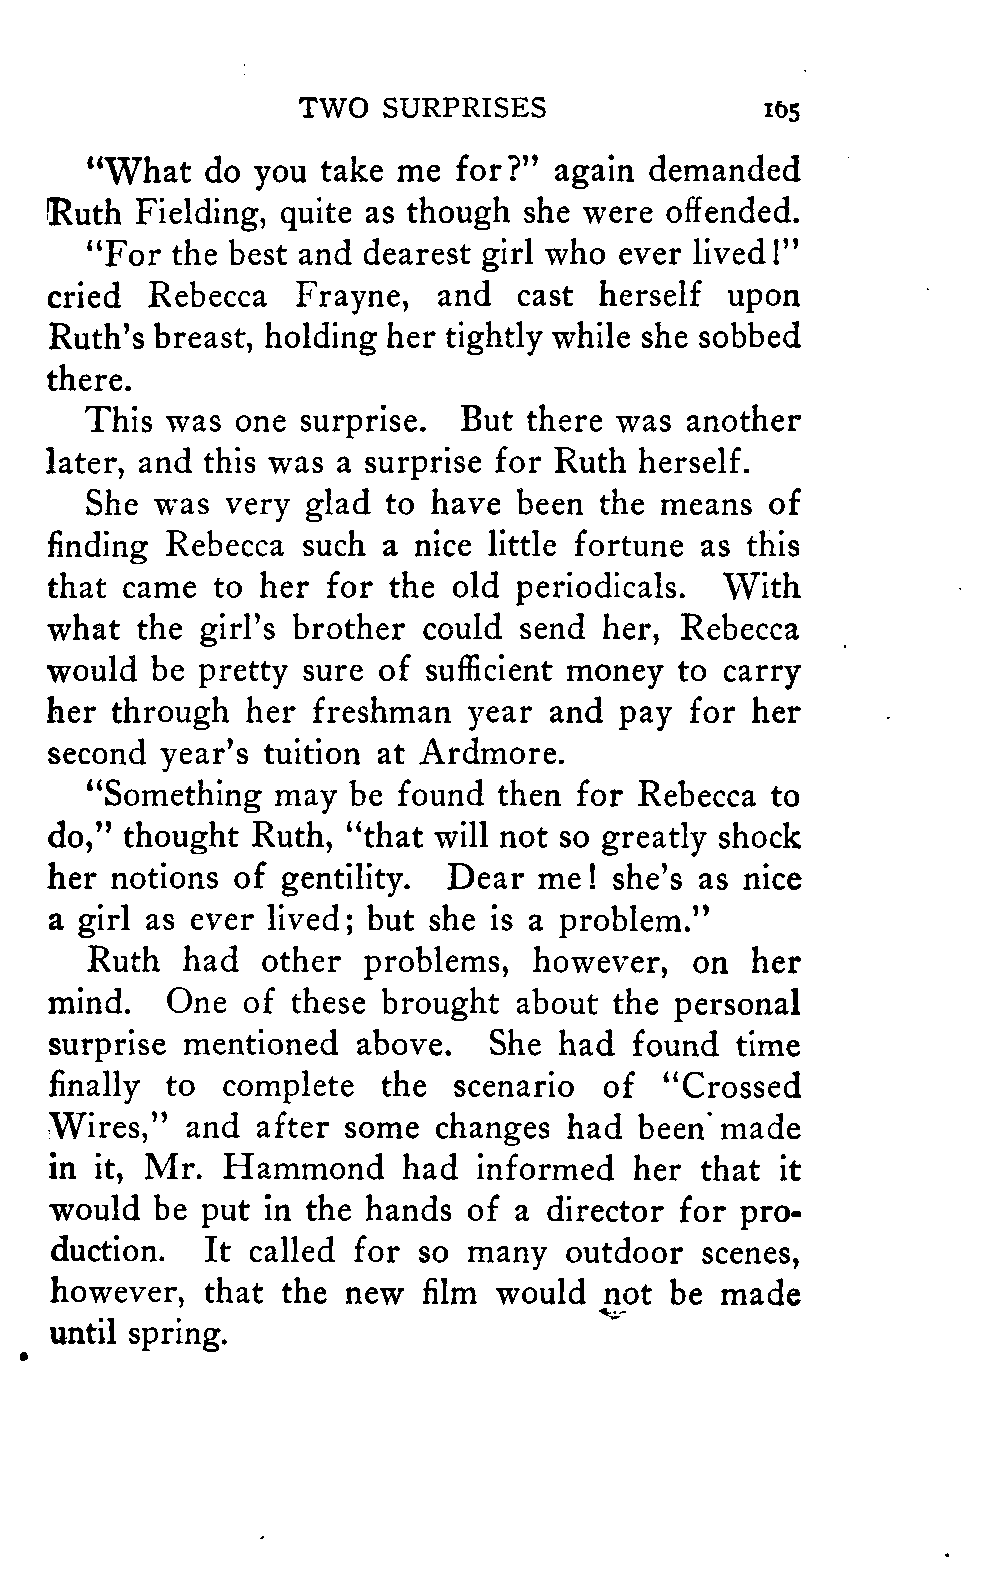 TWO SURPRISES 165
“What do you take me for?” again demanded
Ruth Fielding, quite as though she were offended.
“For the best and dearest girl who ever lived!”
cried Rebecca Frayne, and cast herself upon
Ruth’s breast, holding her tightly while she sobbed
there.
This was one surprise. But there was another
later, and this was a surprise for Ruth herself.
She was very glad to have been the means of
finding Rebecca such a nice little fortune as this
that came to her for the old periodicals. With
what the girl’s brother could send her, Rebecca
would be pretty sure of sufficient money to carry
her through her freshman year and pay for her
second year’s tuition at Ardmore.
“Something may be found then for Rebecca to
do,” thought Ruth, “that will not so greatly shock
her notions of gentility. Dear me! she’s as nice
a girl as ever lived; but she is a problem.”
Ruth had other problems, however, on her
mind. One of these brought about the personal
surprise mentioned above. She had found time
finally to complete the scenario of “Crossed
Wires,” and after some changes had been made
in it, Mr. Hammond had informed her that it
would be put in the hands of a director for pro-
duction. It called for so many outdoor scenes,
however, that the new film would not be made
until spring.